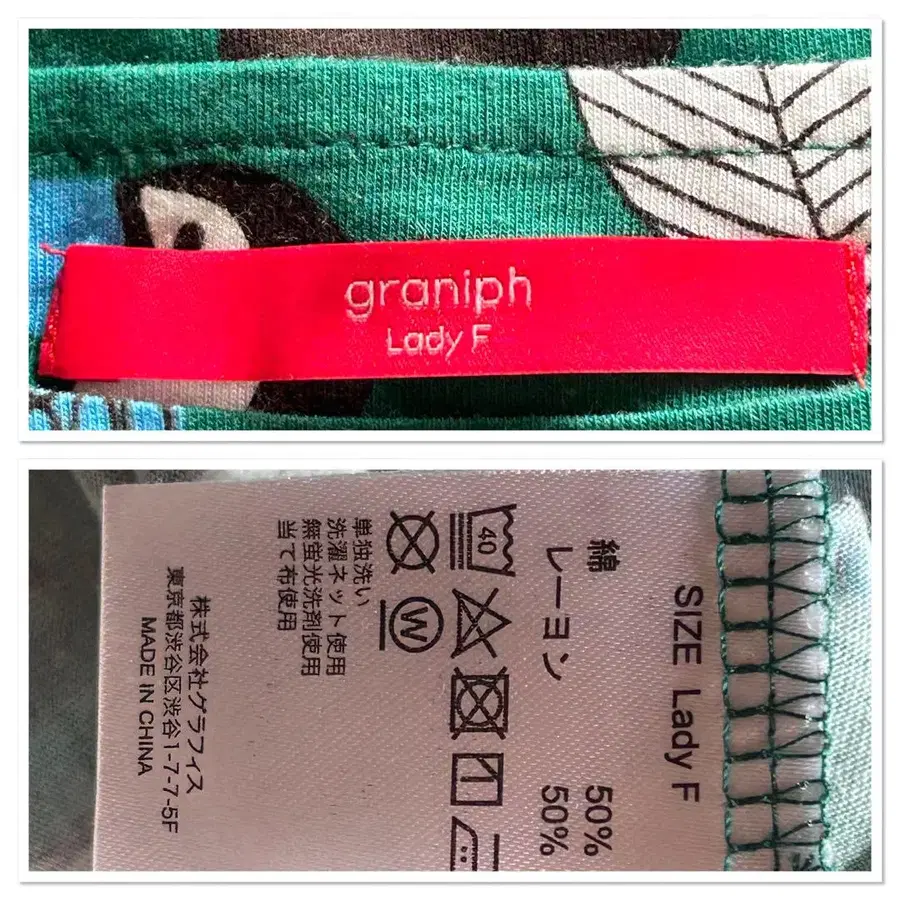 graniph
Lady F
SIZE Lady F
綿 50%
レーヨン 50%
40
W
単独洗い
洗濯ネット使用
無蛍光洗剤使用
当て布使用
株式会社グラフィス
東京都渋谷区渋谷1-7-7-5F
MADE IN CHINA